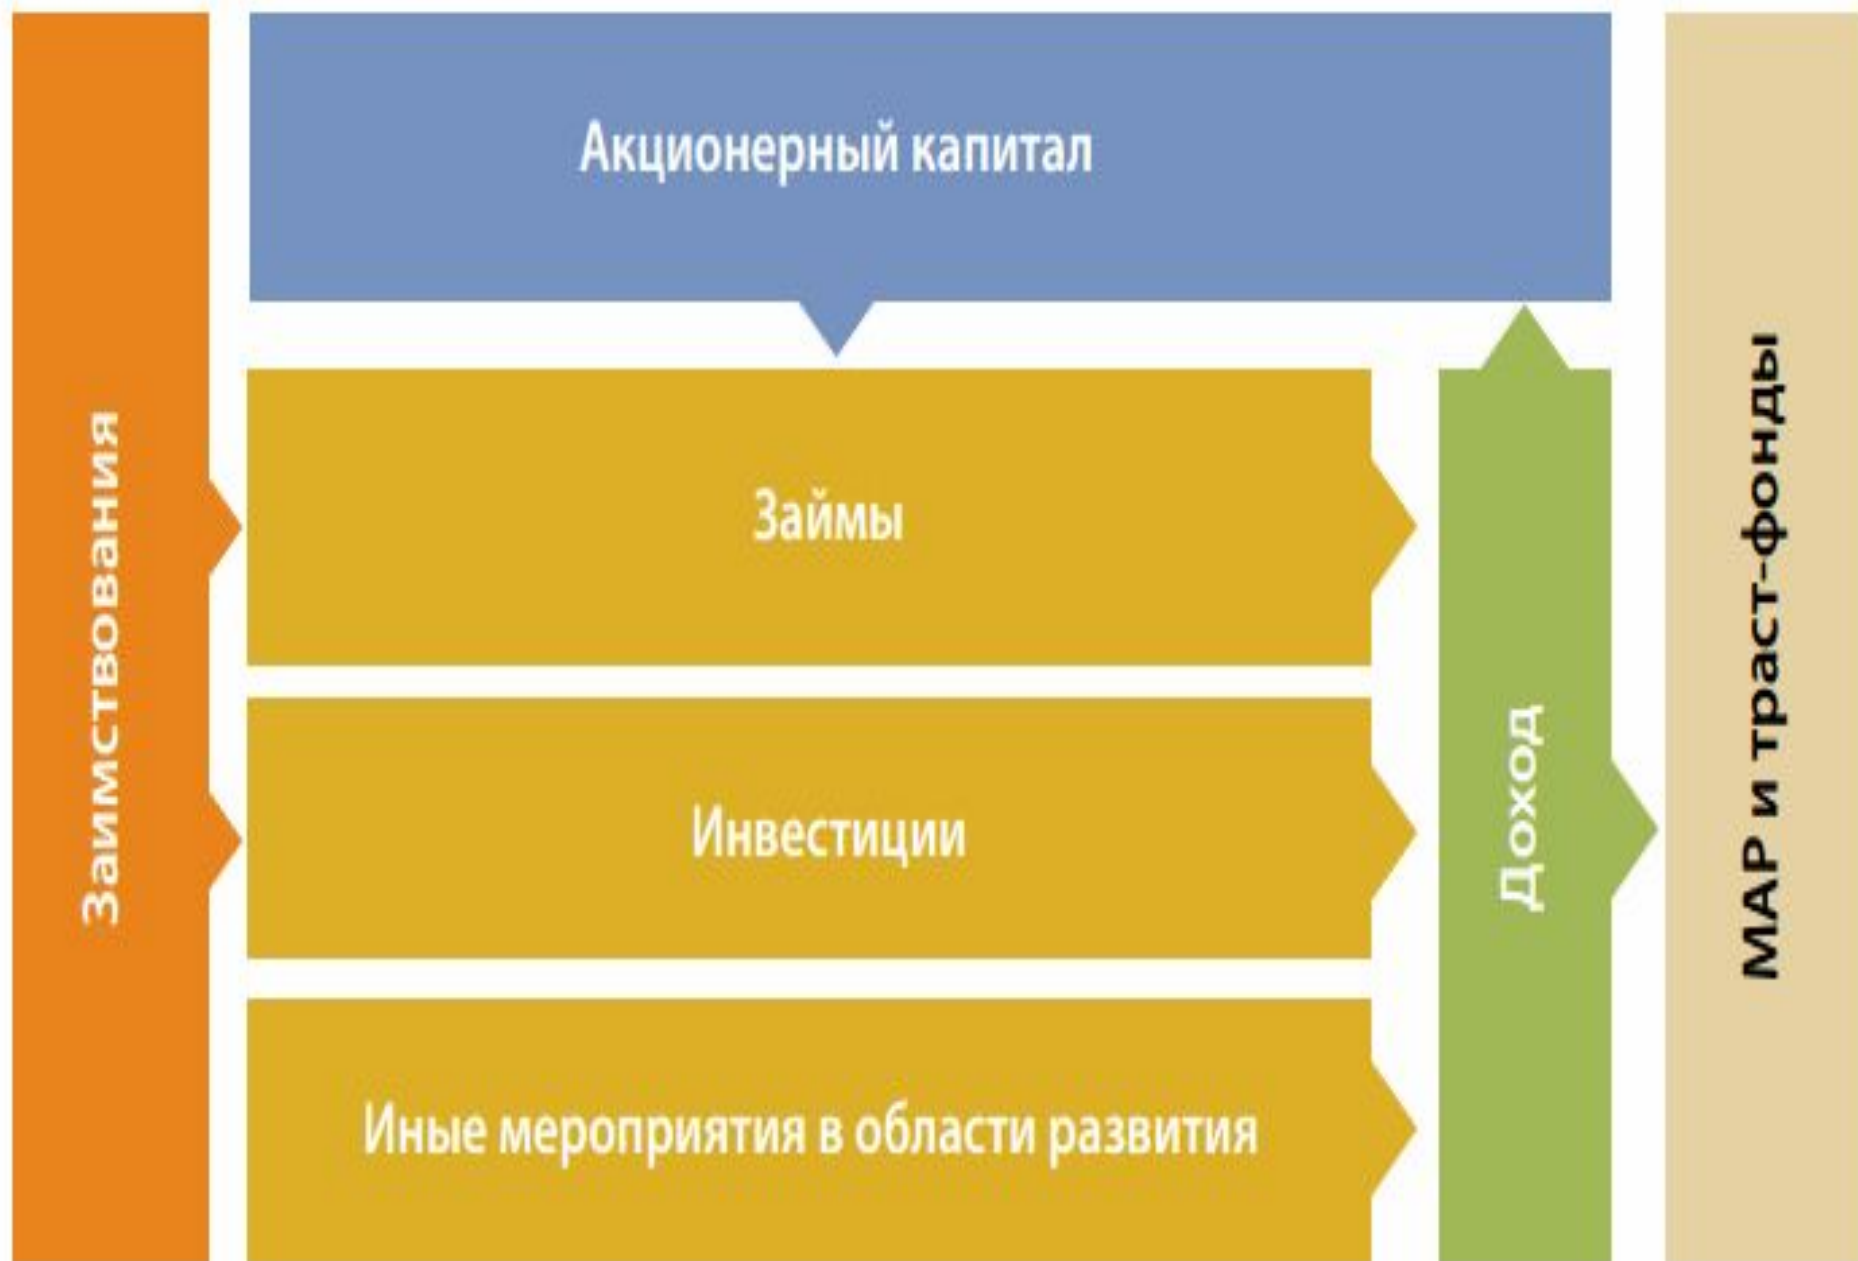 Заимствования
Акционерный капитал
Займы
Инвестиции
Иные мероприятия в области развития
Доход
МАР и траст-фонды